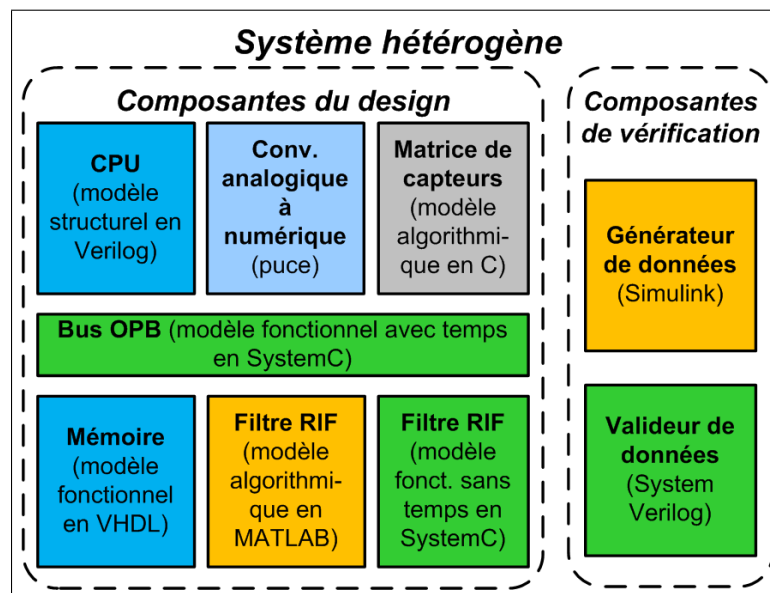 Système hétérogène
Composantes du design
CPU
(modèle
structurel en
Verilog)
Conv.
analogique
à
numérique
(puce)
Matrice de
capteurs
(modèle
algorithmi-
que en C)
Bus OPB (modèle fonctionnel avec temps
en SystemC)
Mémoire
(modèle
fonctionnel
en VHDL)
Filtre RIF
(modèle
algorithmi-
que en
MATLAB)
Filtre RIF
(modèle
fonct. sans
temps en
SystemC)
Composantes
de vérification
Générateur
de données
(Simulink)
Valideur de
données
(System
Verilog)